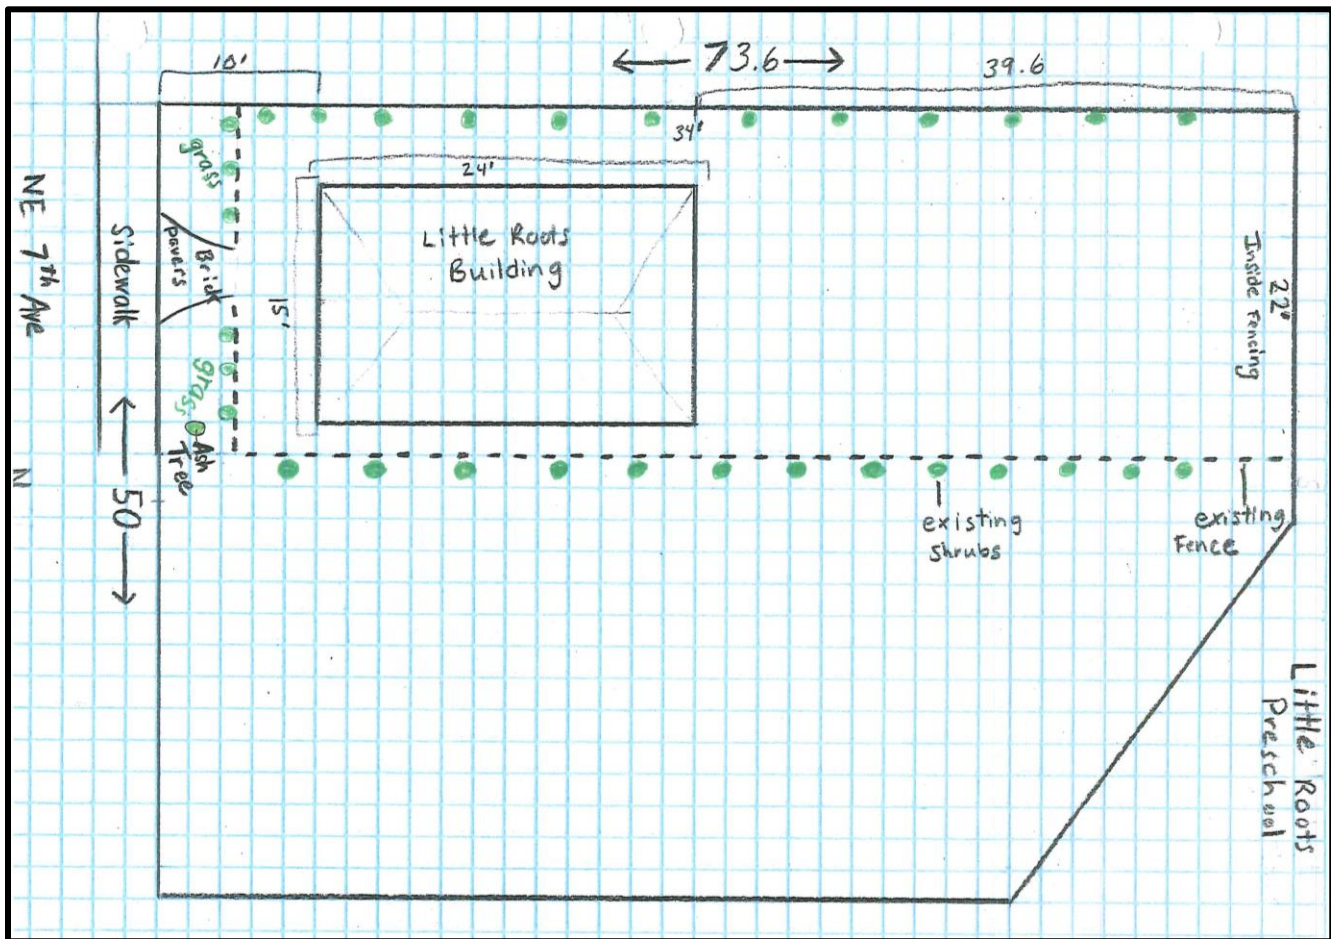 10'
73.6
39.6
34'
24'
grass
Little Roots
Building
Brick
pavers
15'
Sidewalk
NE 7th Ave
grass
Ash
Tree
50
N
22'
Inside Fencing
existing
shrubs
existing
Fence
Little Roots
Preschool